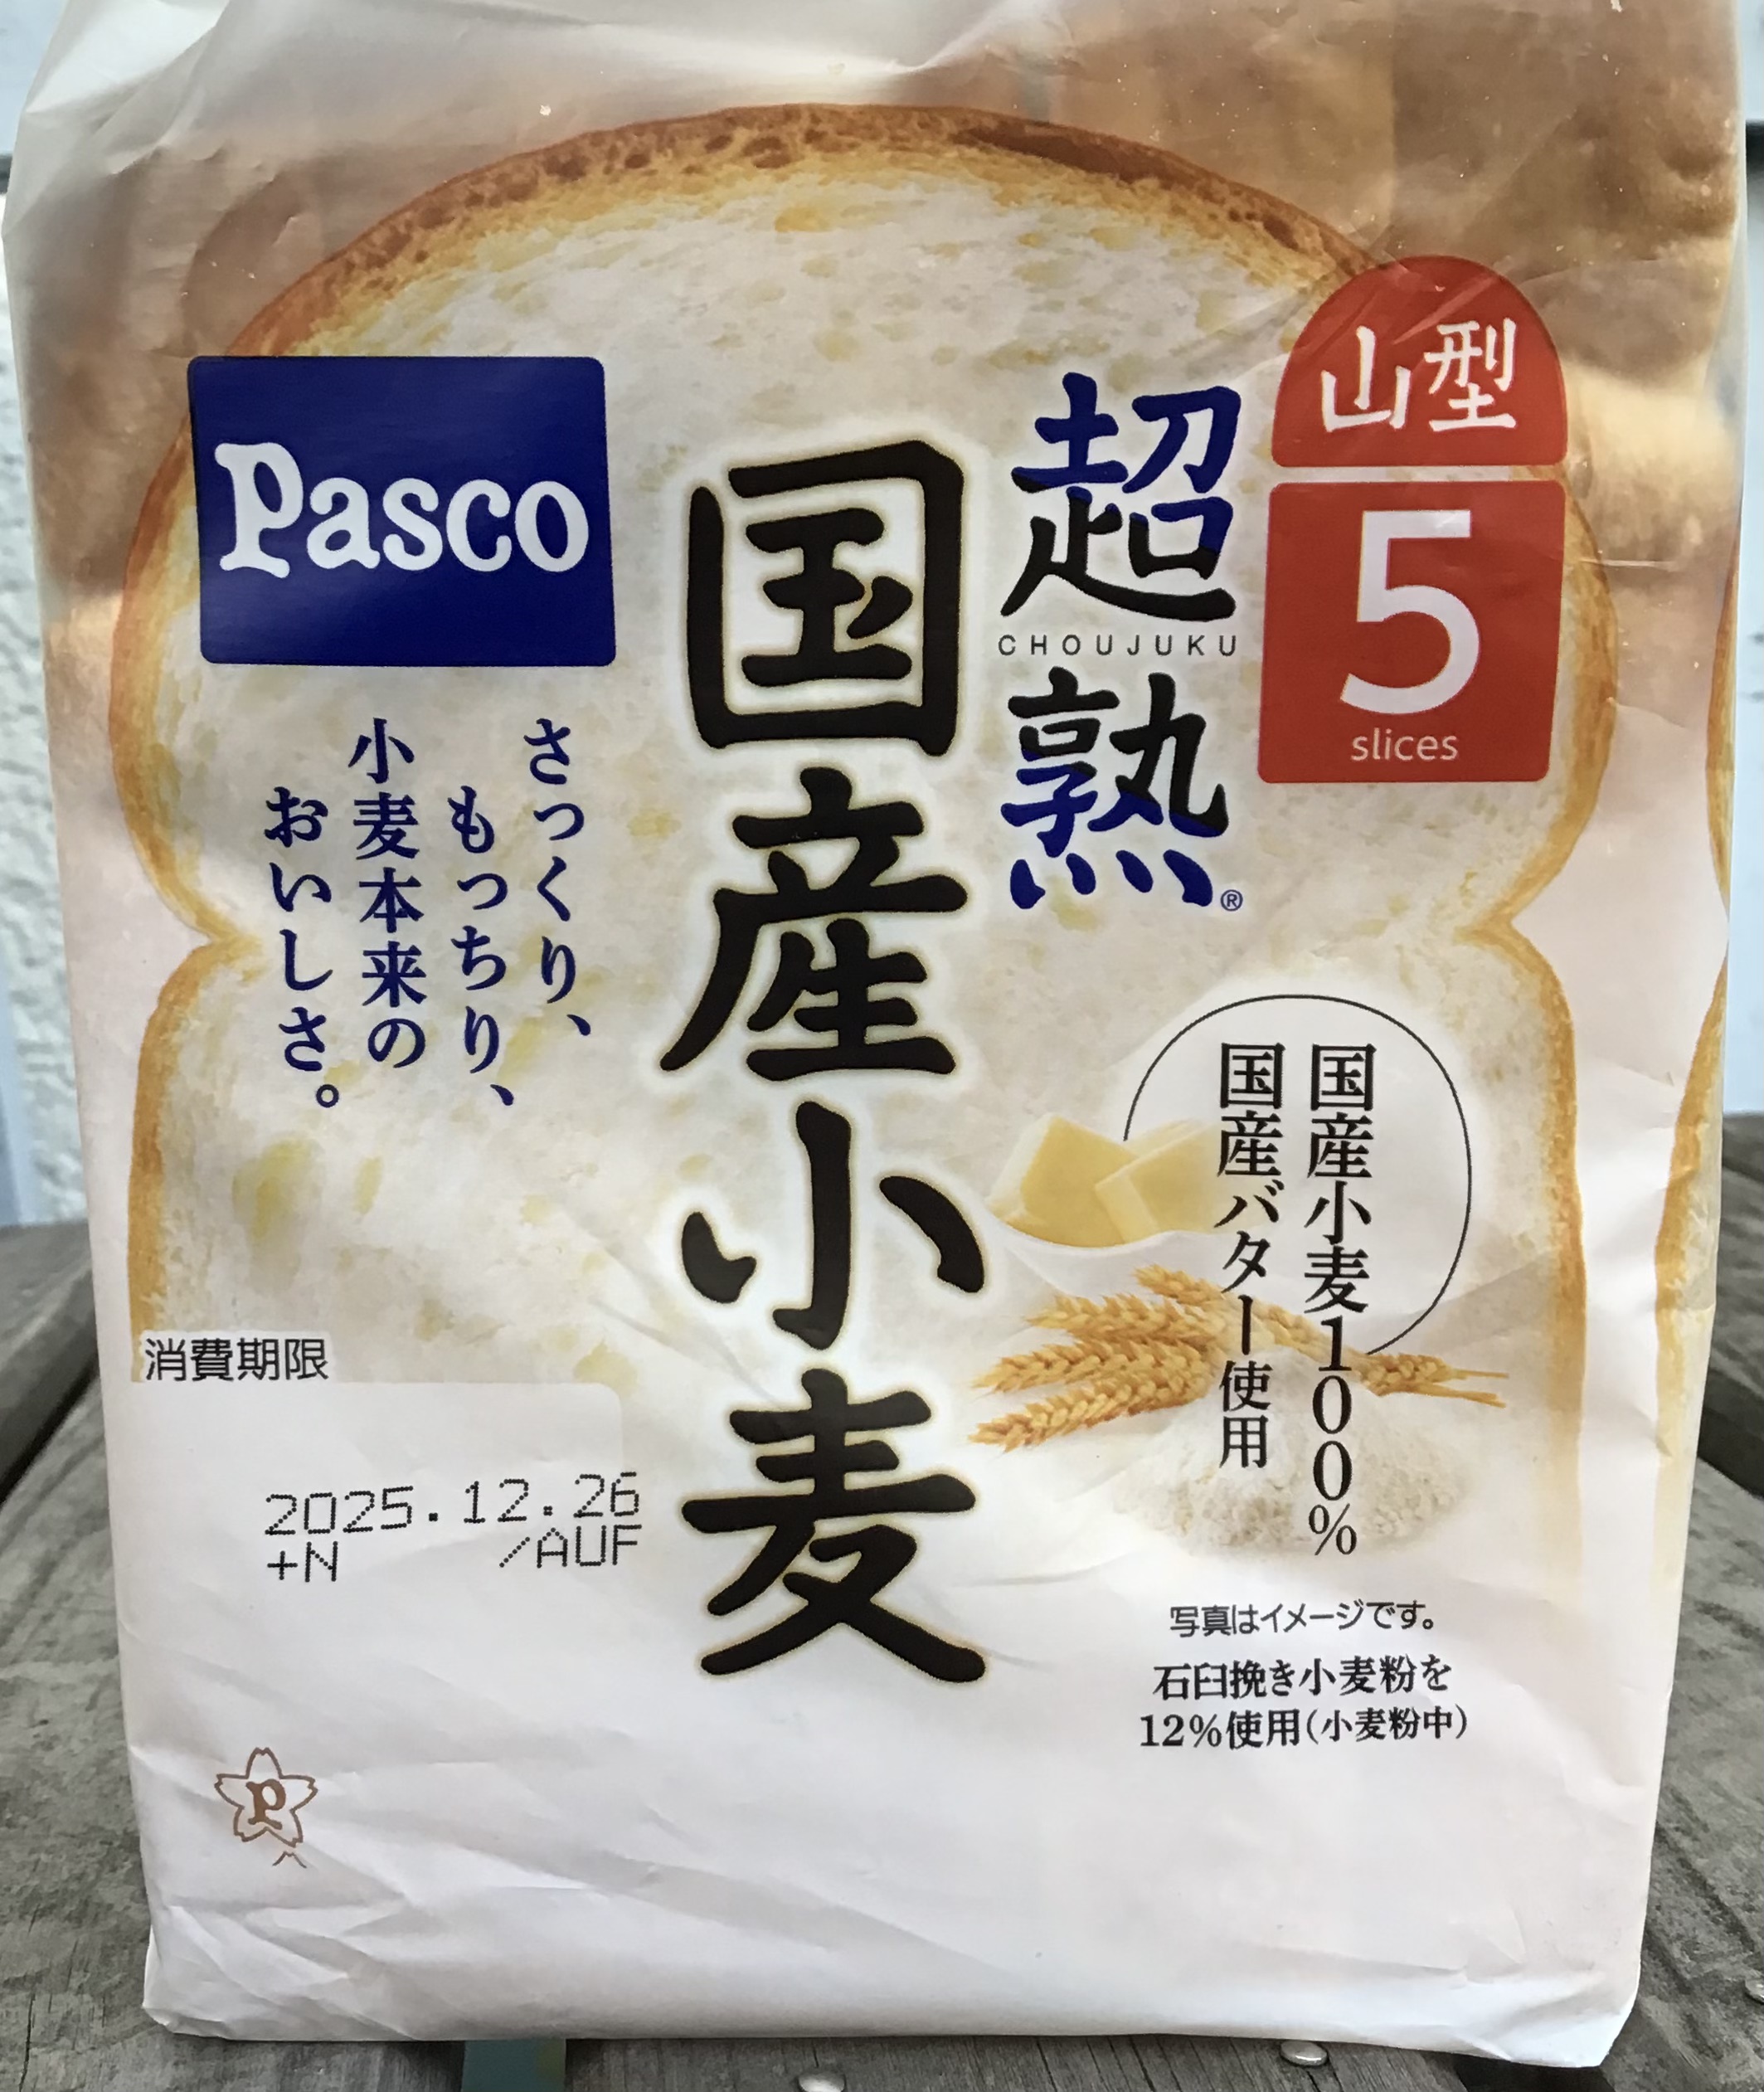 Pasco
山型
5
slices
超熟®
CHOUJUKU
国産小麦
さっくり、
もっちり、
小麦本来の
おいしさ。
国産小麦100%
国産バター使用
消費期限
2025.12.26
+N /AUF
写真はイメージです。
石臼挽き小麦粉を
12%使用(小麦粉中)
P